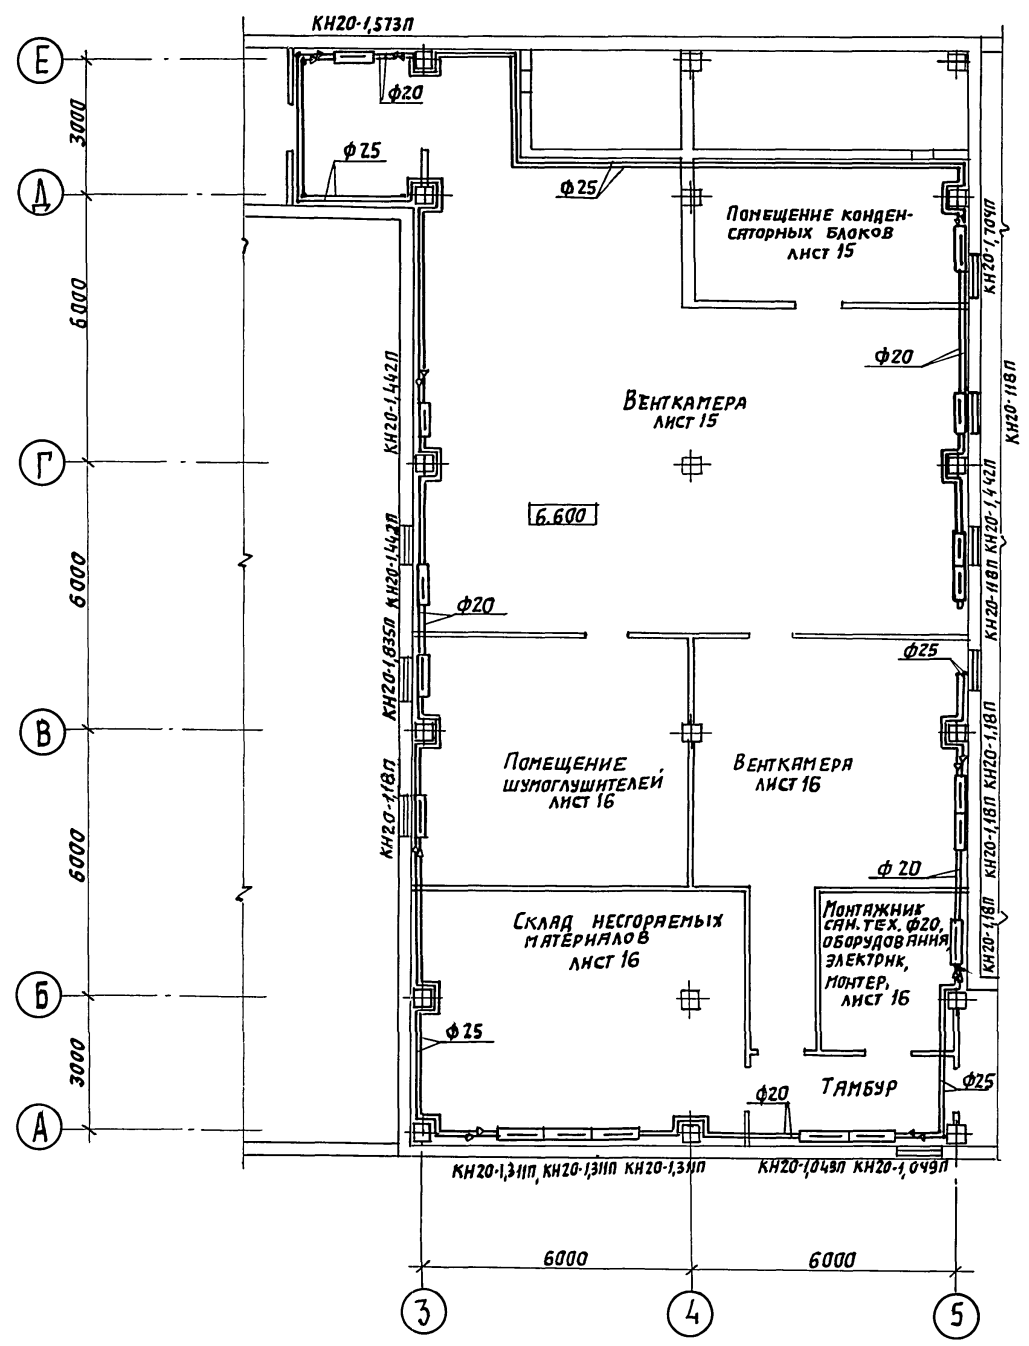 КН20-1,573П
Е
3000
ф20
ф25
Д
ф25
ПОМЕЩЕНИЕ КОНДЕН-
САТОРНЫХ БЛОКОВ
ЛИСТ 15
КН20-1,704П
6000
ф20
КН20-1,442П
ВЕНТКАМЕРА
ЛИСТ 15
КН20-118П
Г
6.600
КН20-1,442П
КН20-118П КН20-1,442П
6000
ф20
КН20-1,835П
ф25
В
ПОМЕЩЕНИЕ
ШУМОГЛУШИТЕЛЕЙ
ЛИСТ 16
ВЕНТКАМЕРА
ЛИСТ 16
КН20-1,18П
КН20-1,18П КН20-1,18П
6000
ф20
СКЛАД НЕСГОРАЕМЫХ
МАТЕРИАЛОВ
ЛИСТ 16
МОНТАЖНИК
САН.ТЕХ. ф20,
ОБОРУДОВАНИЯ,
ЭЛЕКТРИК,
МОНТЕР,
ЛИСТ 16
КН20-1,18П
Б
ф25
3000
ТАМБУР
ф25
ф20
А
КН20-1,311П, КН20-1,311П КН20-1,311П
КН20-1,049П КН20-1,049П
6000
6000
3
4
5